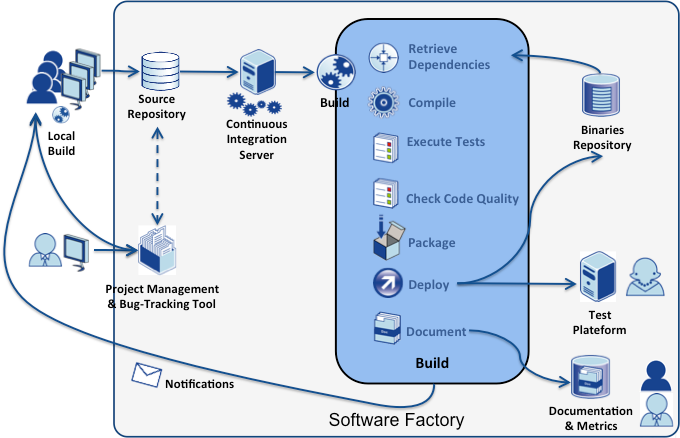 Local
Build
Source
Repository
Continuous
Integration
Server
Build
Retrieve
Dependencies
Compile
Execute Tests
Check Code Quality
Package
Deploy
Document
Build
Binaries
Repository
Project Management
& Bug-Tracking Tool
Test
Plateform
Notifications
Documentation
& Metrics
Software Factory